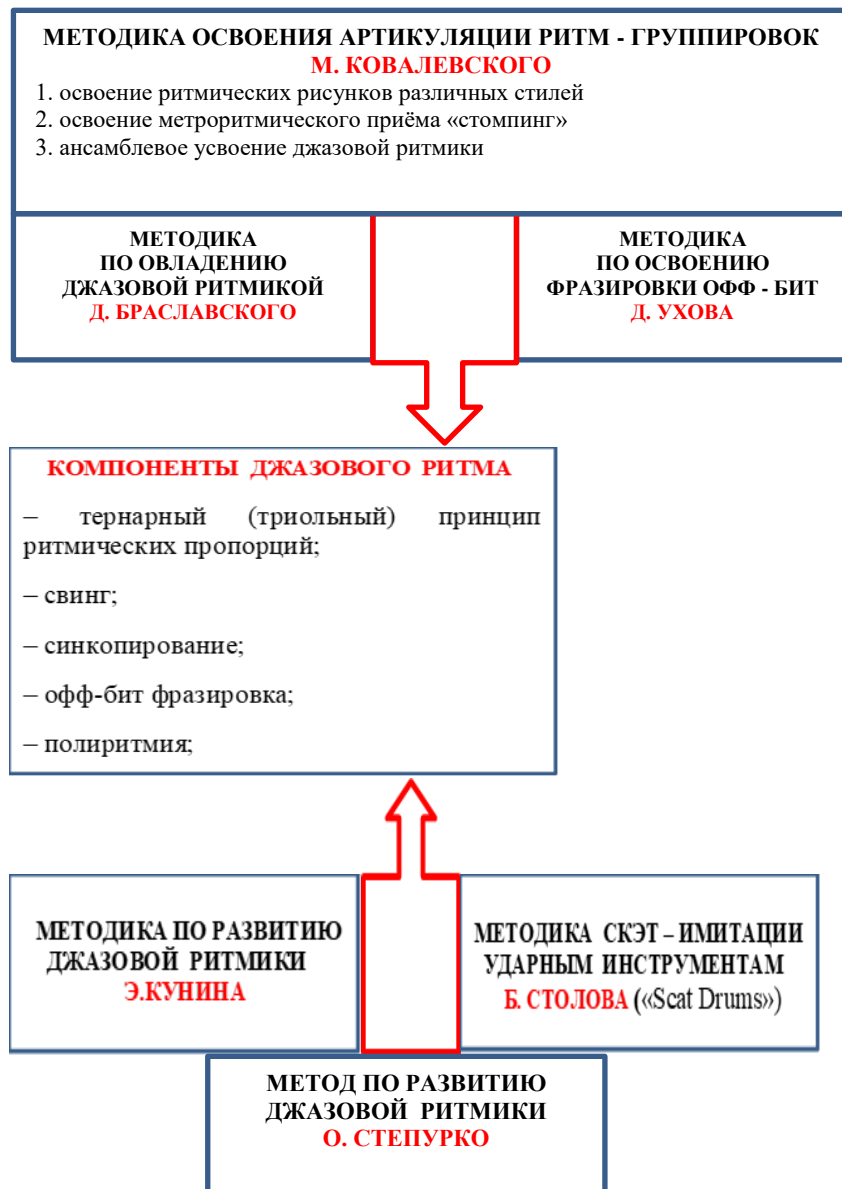 МЕТОДИКА ОСВОЕНИЯ АРТИКУЛЯЦИИ РИТМ - ГРУППИРОВОК
М. КОВАЛЕВСКОГО
1. освоение ритмических рисунков различных стилей
2. освоение метроритмического приёма «стомпинг»
3. ансамблевое усвоение джазовой ритмики
МЕТОДИКА
ПО ОВЛАДЕНИЮ
ДЖАЗОВОЙ РИТМИКОЙ
Д. БРАСЛАВСКОГО
МЕТОДИКА
ПО ОСВОЕНИЮ
ФРАЗИРОВКИ ОФФ - БИТ
Д. УХОВА
КОМПОНЕНТЫ ДЖАЗОВОГО РИТМА
– тернарный (триольный) принцип
ритмических пропорций;
– свинг;
– синкопирование;
– офф-бит фразировка;
– полиритмия;
МЕТОДИКА ПО РАЗВИТИЮ
ДЖАЗОВОЙ РИТМИКИ
Э.КУНИНА
МЕТОДИКА СКЭТ – ИМИТАЦИИ
УДАРНЫМ ИНСТРУМЕНТАМ
Б. СТОЛОВА («Scat Drums»)
МЕТОД ПО РАЗВИТИЮ
ДЖАЗОВОЙ РИТМИКИ
О. СТЕПУРКО